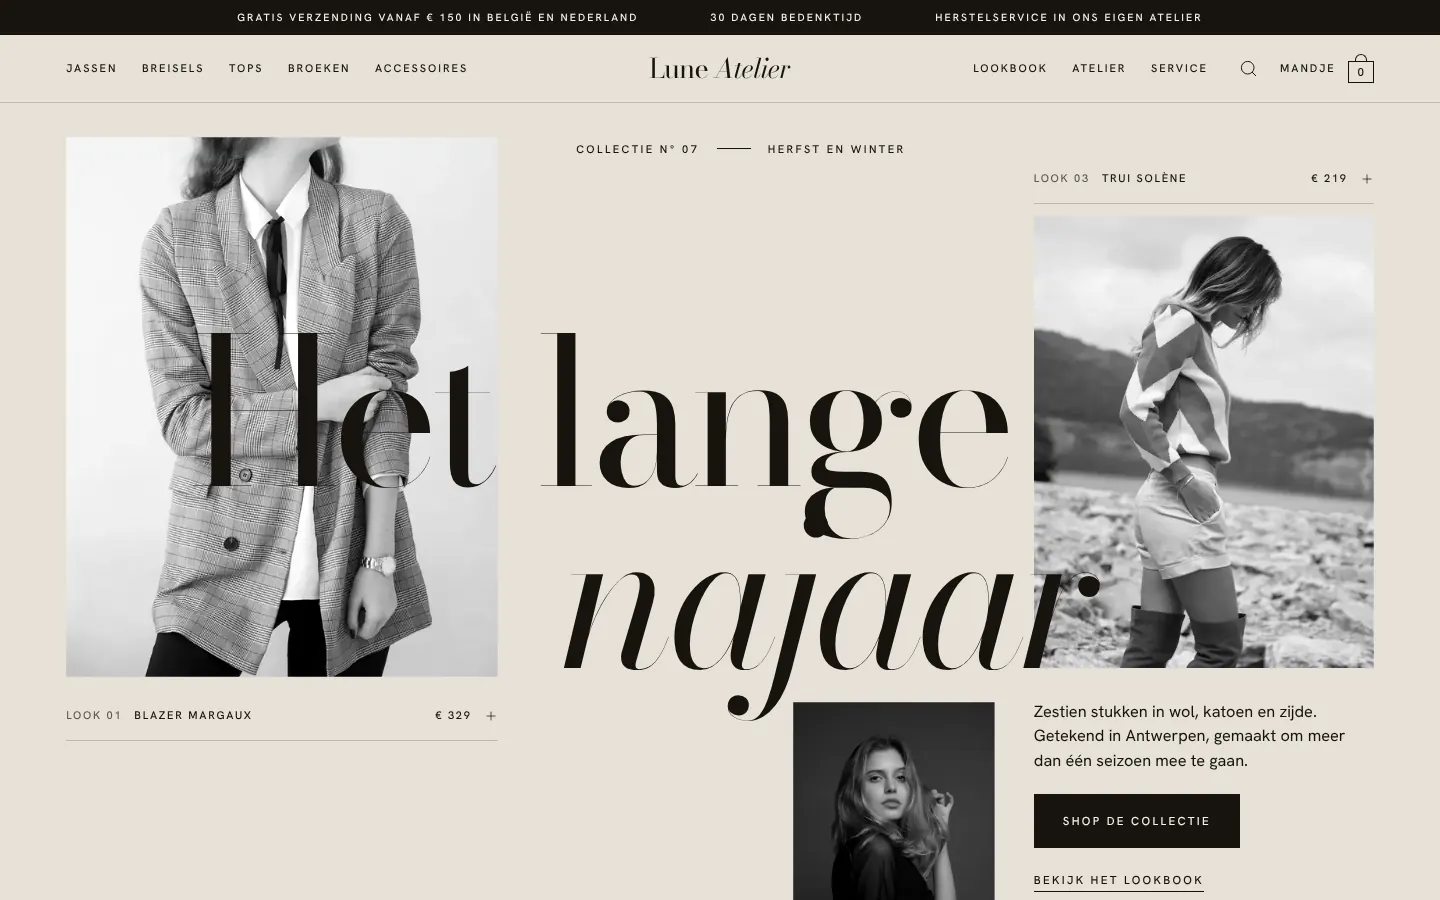 GRATIS VERZENDING VANAF € 150 IN BELGIË EN NEDERLAND
30 DAGEN BEDENKTIJD
HERSTELSERVICE IN ONS EIGEN ATELIER
JASSEN BREISELS TOPS BROEKEN ACCESSOIRES
Lune Atelier
LOOKBOOK ATELIER SERVICE MANDJE 0
COLLECTIE N° 07 HERFST EN WINTER
LOOK 03 TRUI SOLÈNE € 219 +
Het lange
najaar
LOOK 01 BLAZER MARGAUX € 329 +
Zestien stukken in wol, katoen en zijde.
Getekend in Antwerpen, gemaakt om meer
dan één seizoen mee te gaan.
SHOP DE COLLECTIE
BEKIJK HET LOOKBOOK